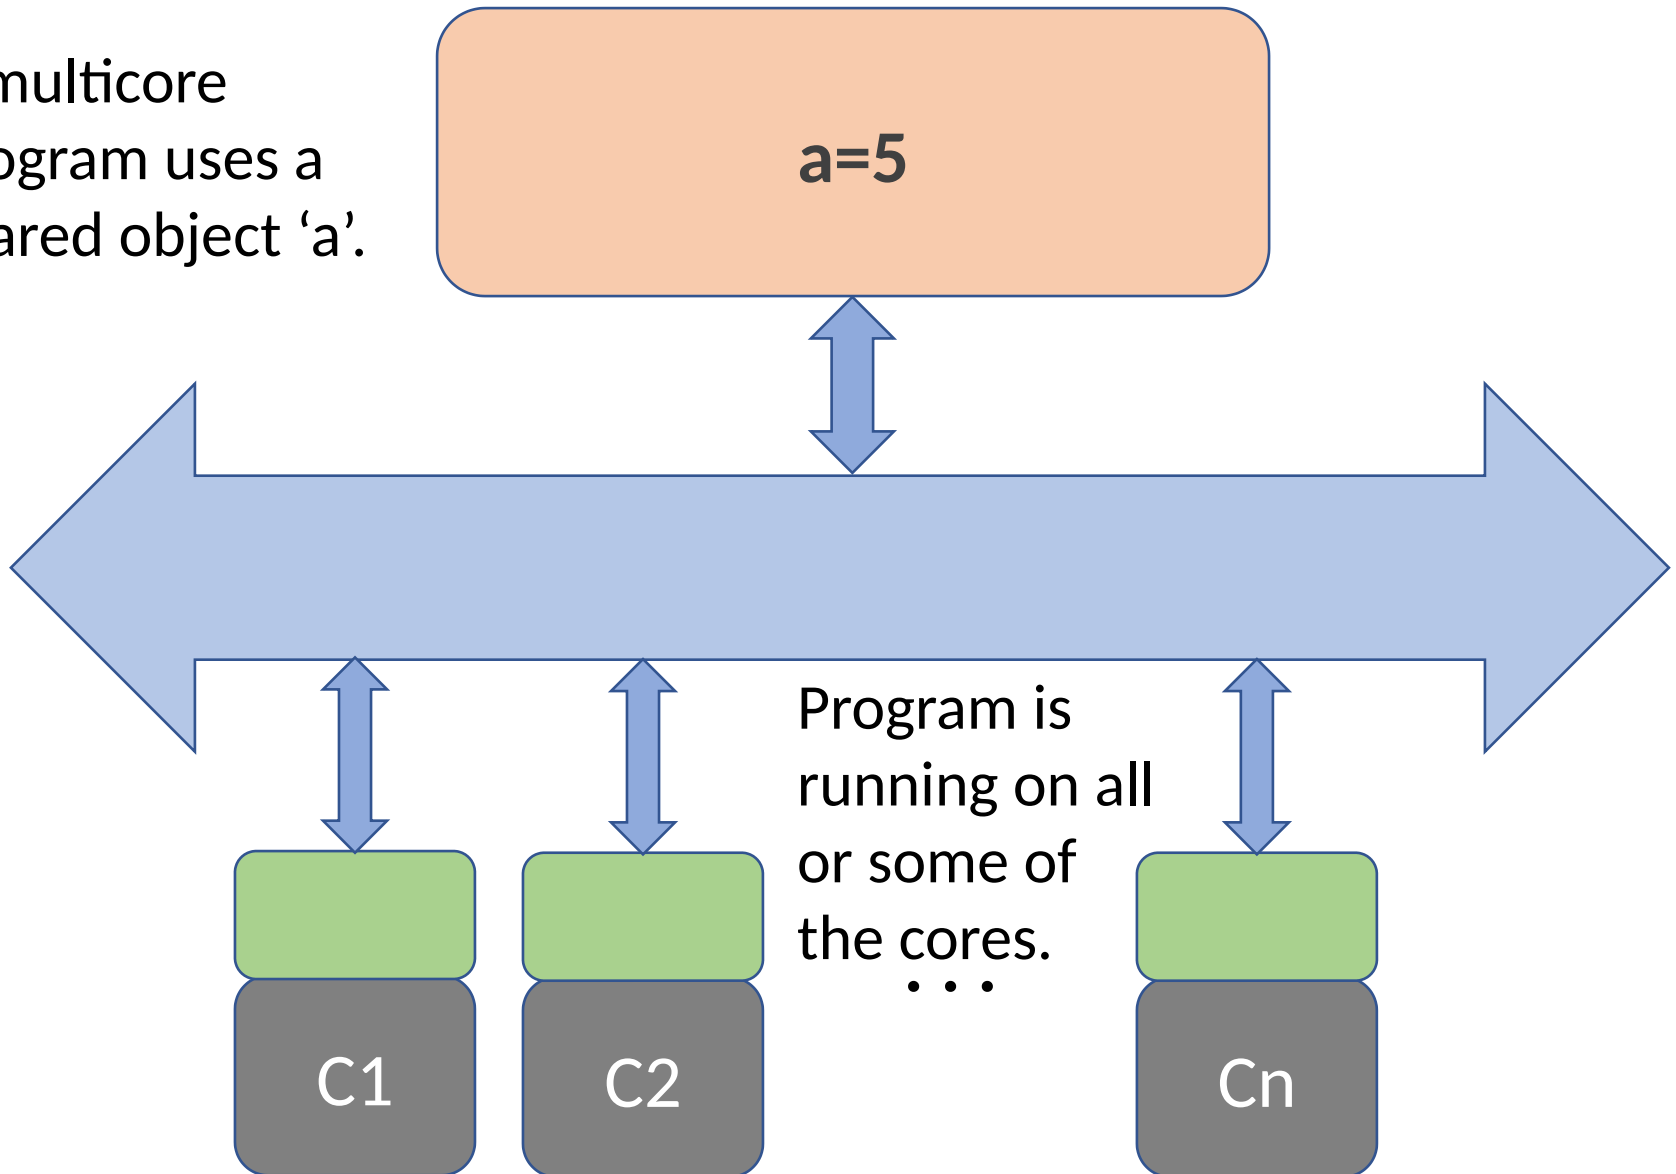 multicore
ogram uses a
ared object ‘a’.
a=5
Program is
running on all
or some of
the cores.
. . .
C1
C2
Cn